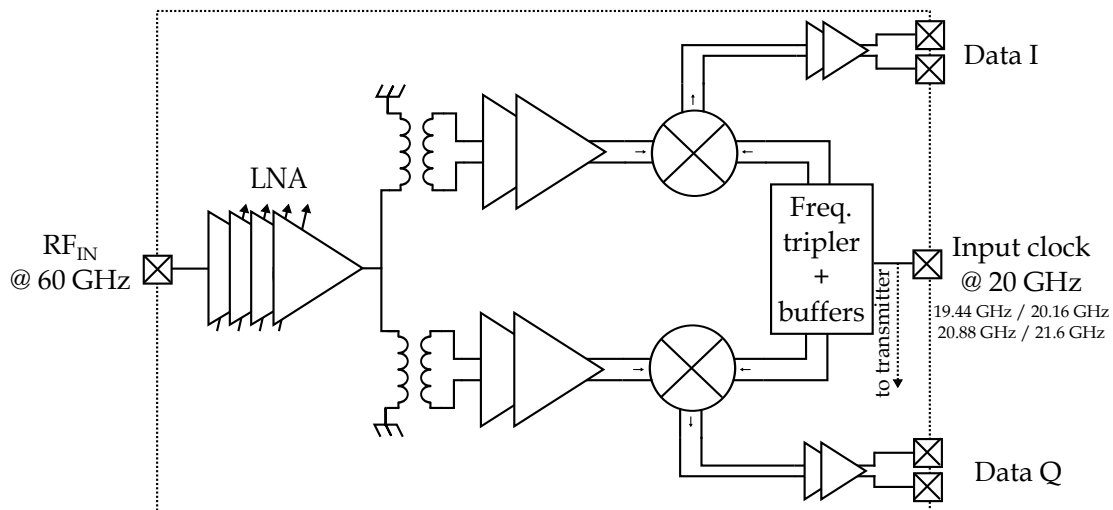 Data I
LNA
RF_IN
@ 60 GHz
Freq.
tripler
+
buffers
Input clock
@ 20 GHz
19.44 GHz / 20.16 GHz
20.88 GHz / 21.6 GHz
to transmitter
Data Q